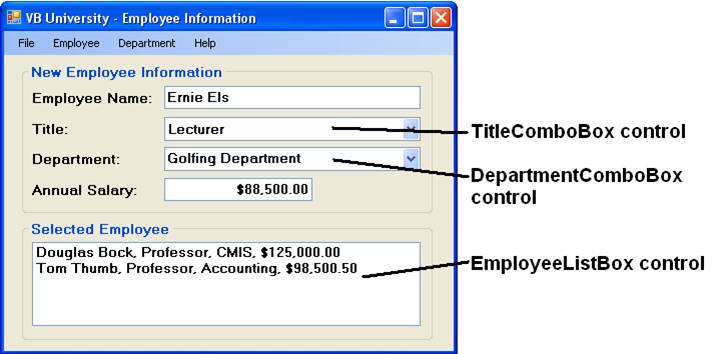 VB University - Employee Information
File Employee Department Help
New Employee Information
Employee Name: Ernie Els
Title: Lecturer
TitleComboBox control
Department: Golfing Department
DepartmentComboBox
control
Annual Salary: $88,500.00
Selected Employee
Douglas Bock, Professor, CMIS, $125,000.00
Tom Thumb, Professor, Accounting, $98,500.50
EmployeeListBox control